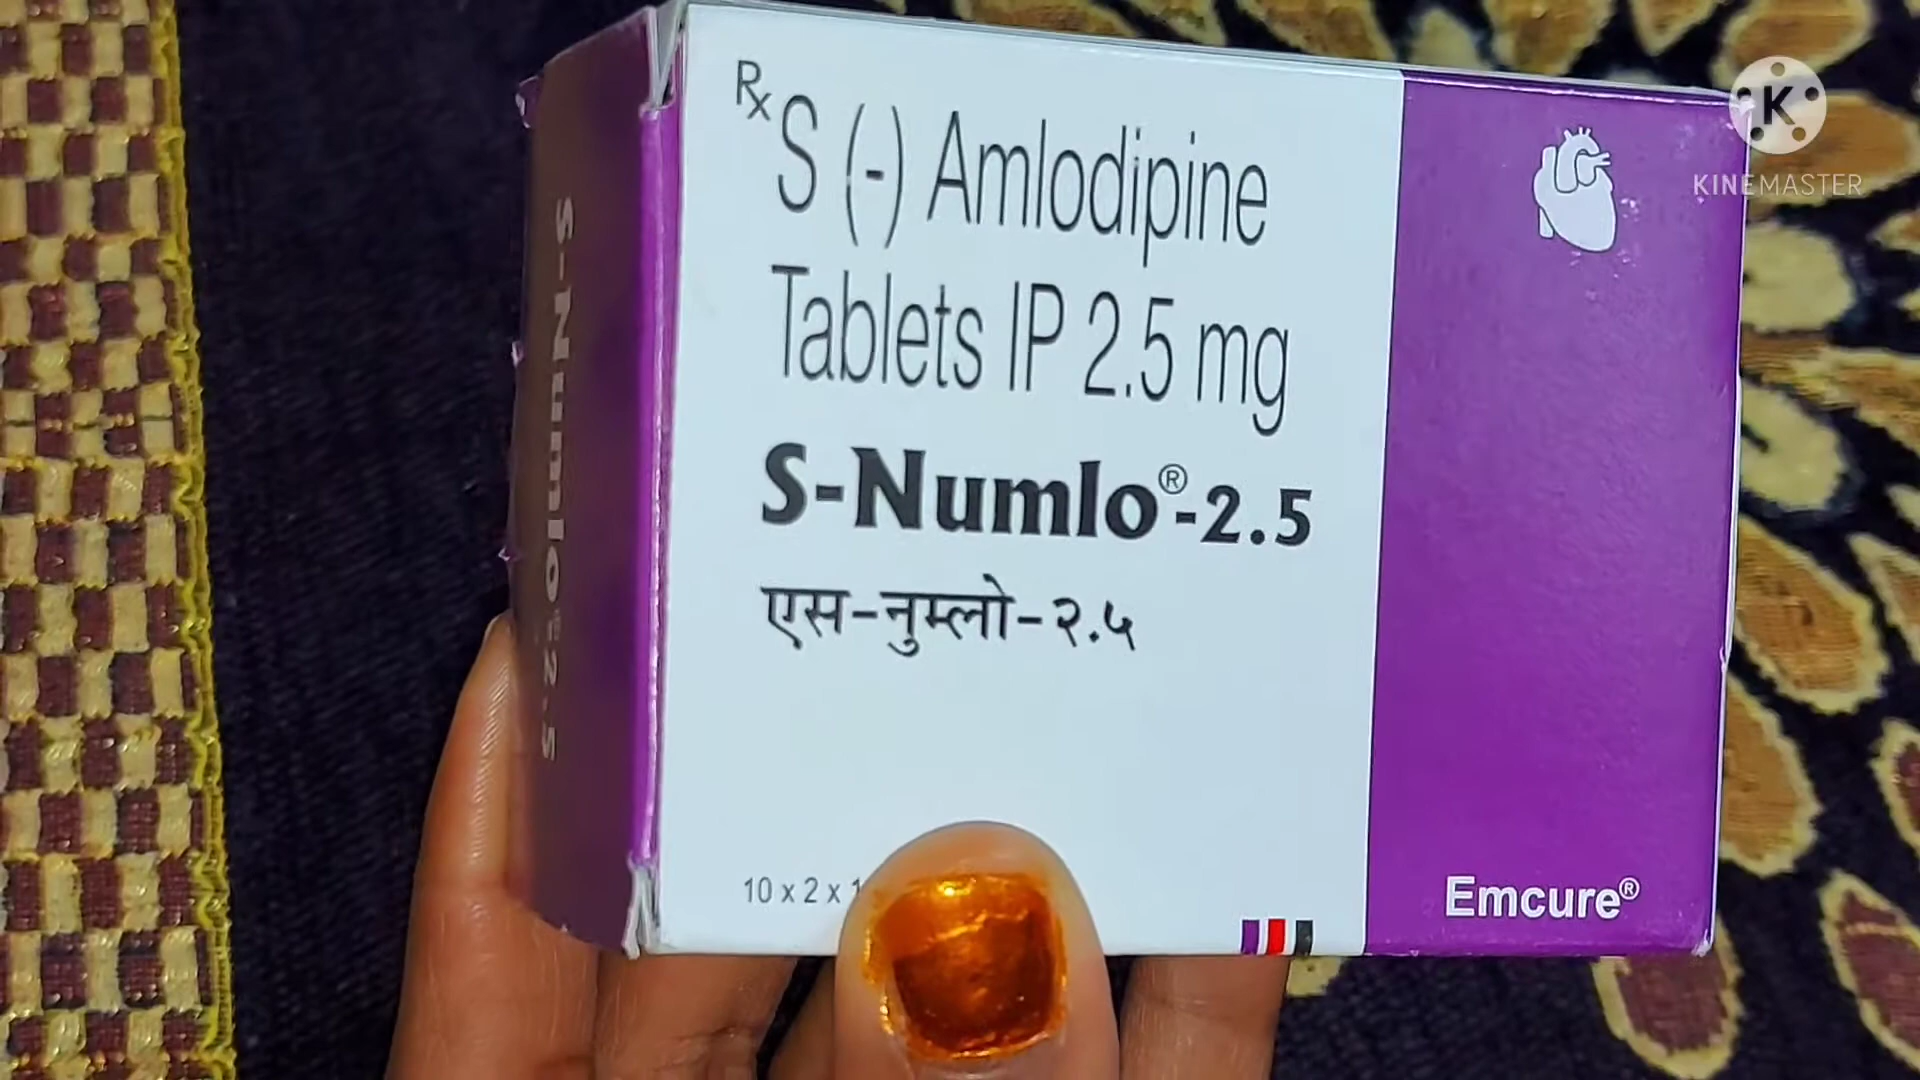 Rx S (-) Amlodipine
Tablets IP 2.5 mg
S-Numlo®-2.5
एस-नुम्लो-२.५
10 x 2 x
Emcure®
S-Numlo®-2.5
K
KINEMASTER